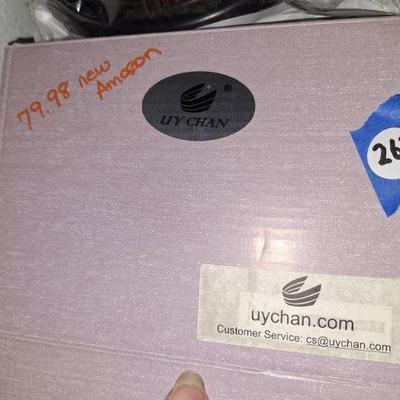 79.98 new
Amazon
®
UY CHAN
uychan.com
Customer Service: cs@uychan.com